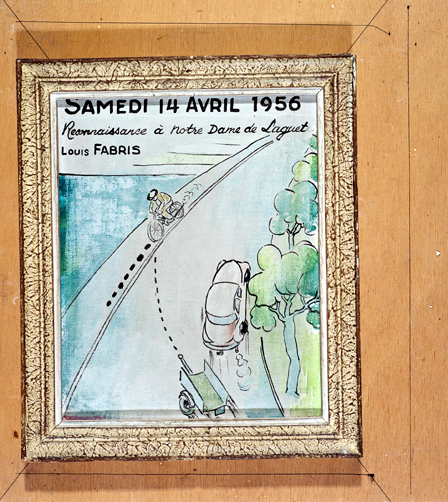 SAMEDI 14 AVRIL 1956
Reconnaissance à Notre Dame de Laguet
LOUIS FABRIS